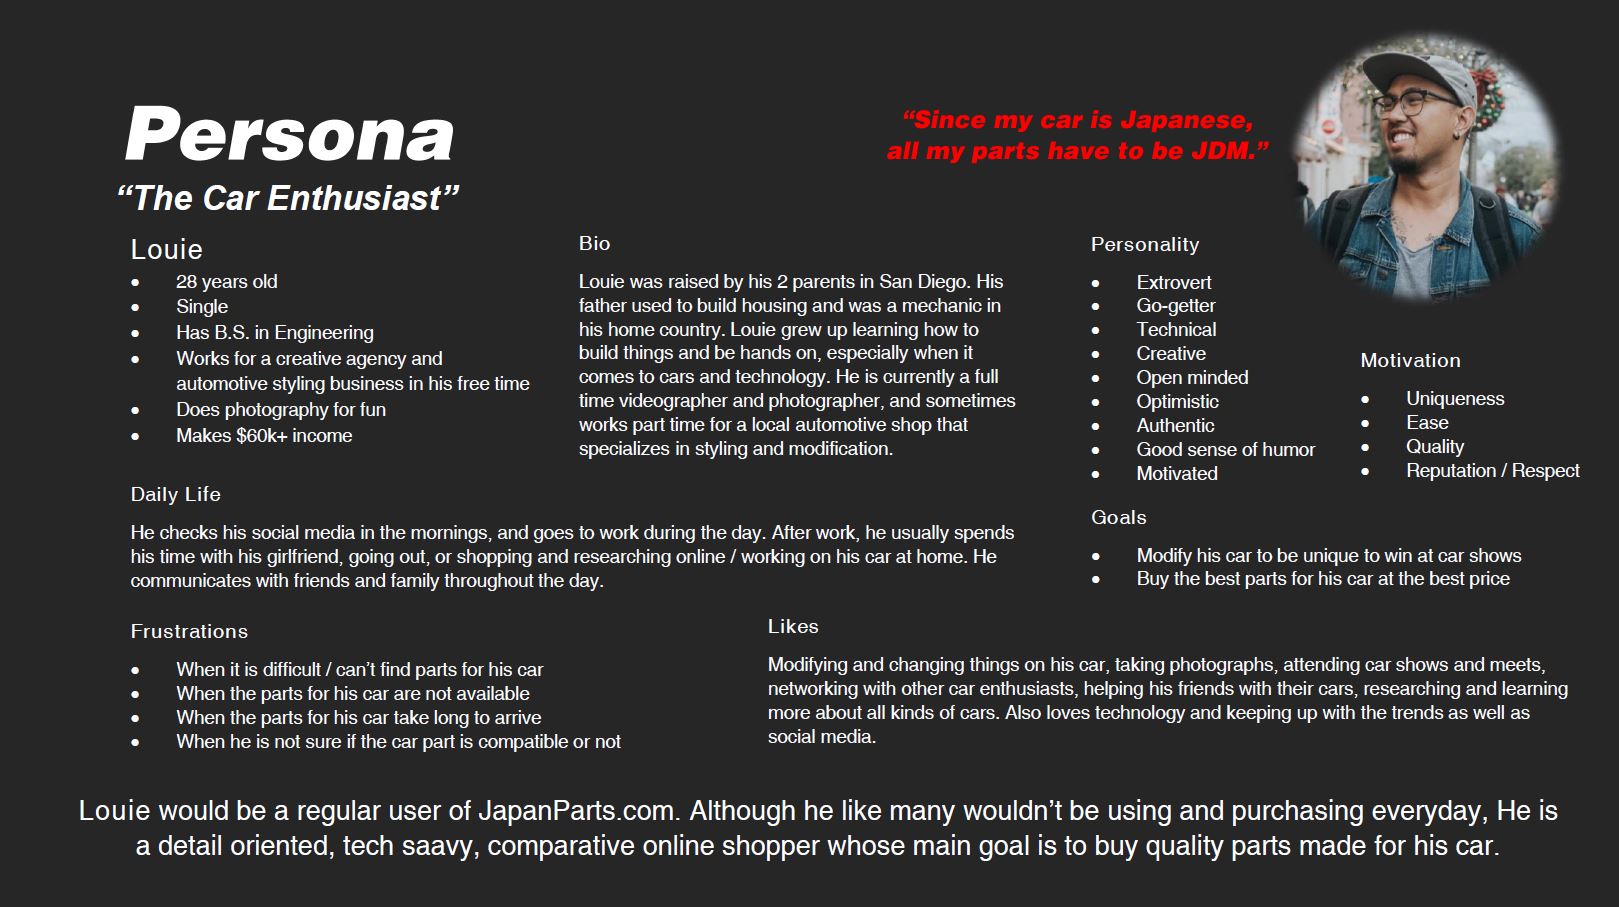 Persona
“The Car Enthusiast”
“Since my car is Japanese,
all my parts have to be JDM.”
Louie
• 28 years old
• Single
• Has B.S. in Engineering
• Works for a creative agency and
automotive styling business in his free time
• Does photography for fun
• Makes $60k+ income
Bio
Louie was raised by his 2 parents in San Diego. His
father used to build housing and was a mechanic in
his home country. Louie grew up learning how to
build things and be hands on, especially when it
comes to cars and technology. He is currently a full
time videographer and photographer, and sometimes
works part time for a local automotive shop that
specializes in styling and modification.
Personality
• Extrovert
• Go-getter
• Technical
• Creative
• Open minded
• Optimistic
• Authentic
• Good sense of humor
• Motivated
Motivation
• Uniqueness
• Ease
• Quality
• Reputation / Respect
Daily Life
He checks his social media in the mornings, and goes to work during the day. After work, he usually spends
his time with his girlfriend, going out, or shopping and researching online / working on his car at home. He
communicates with friends and family throughout the day.
Goals
• Modify his car to be unique to win at car shows
• Buy the best parts for his car at the best price
Frustrations
• When it is difficult / can’t find parts for his car
• When the parts for his car are not available
• When the parts for his car take long to arrive
• When he is not sure if the car part is compatible or not
Likes
Modifying and changing things on his car, taking photographs, attending car shows and meets,
networking with other car enthusiasts, helping his friends with their cars, researching and learning
more about all kinds of cars. Also loves technology and keeping up with the trends as well as
social media.
Louie would be a regular user of JapanParts.com. Although he like many wouldn’t be using and purchasing everyday, He is
a detail oriented, tech saavy, comparative online shopper whose main goal is to buy quality parts made for his car.